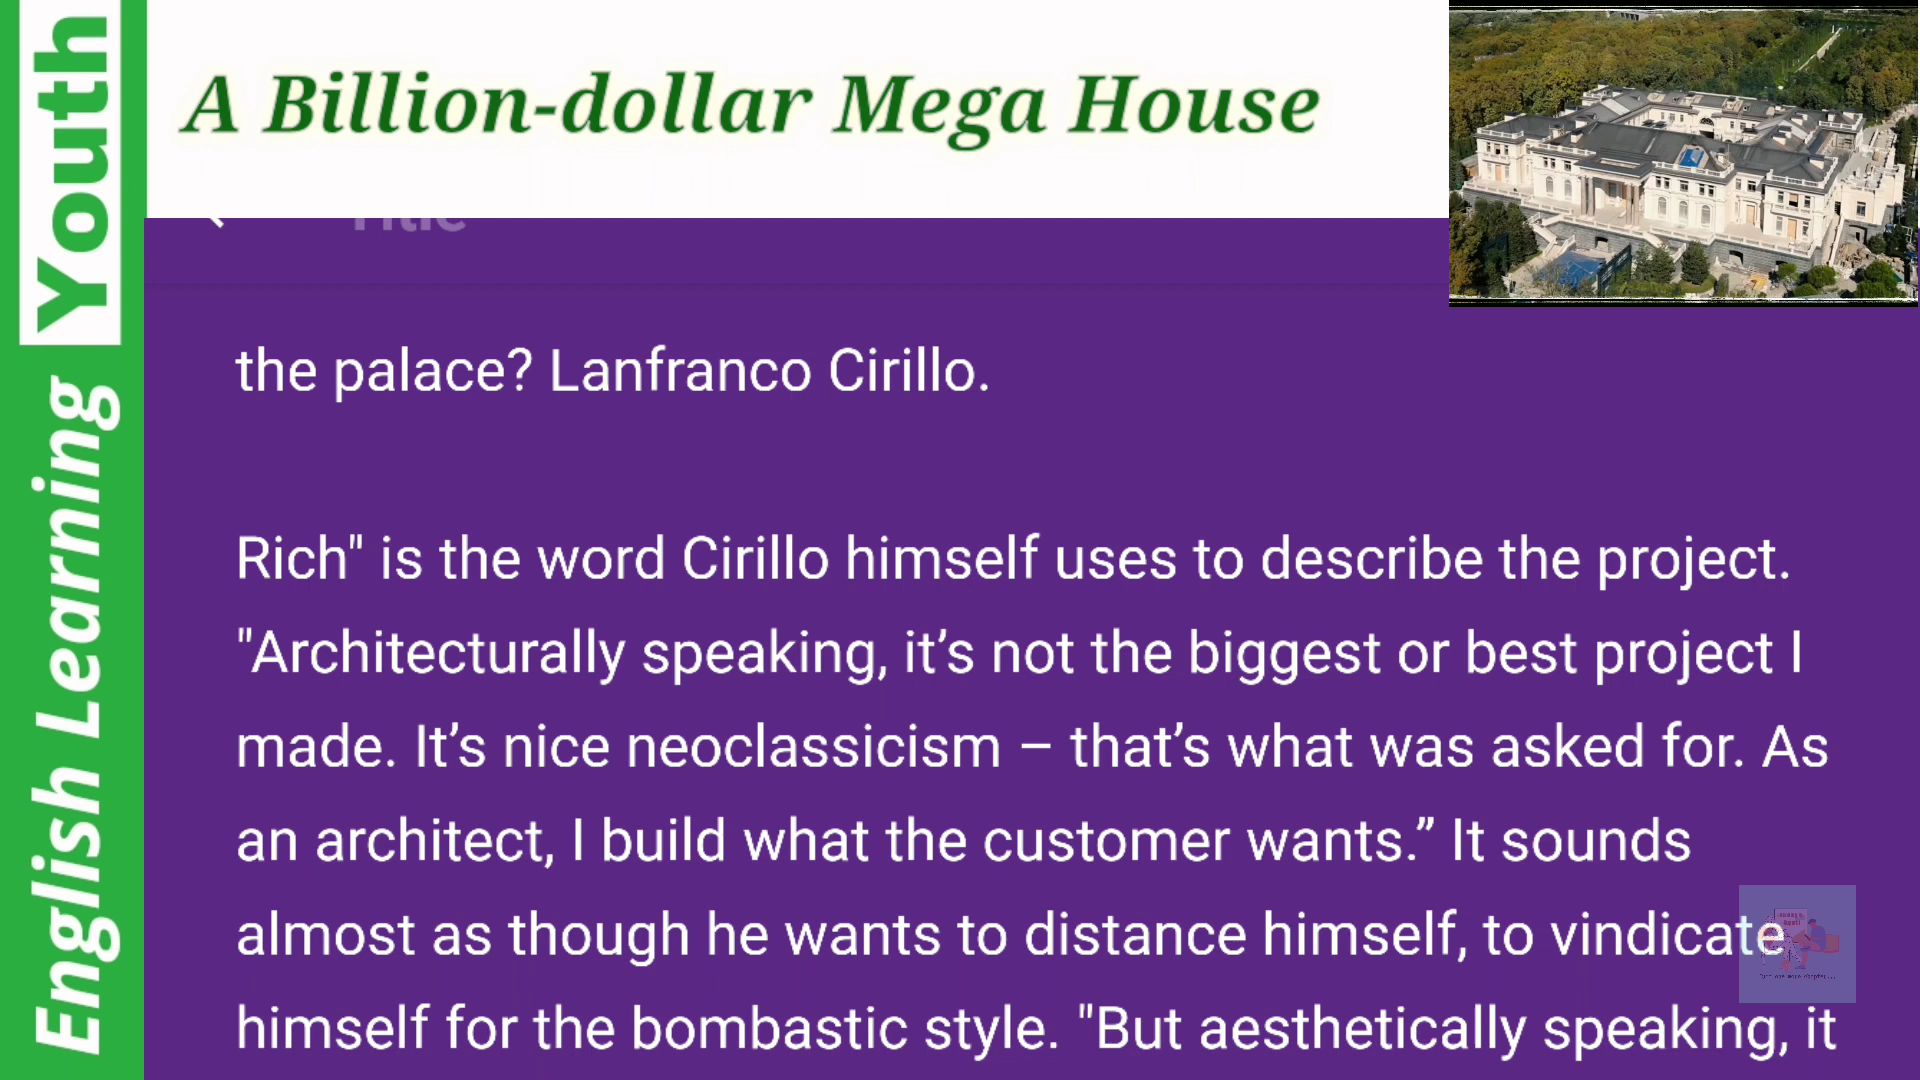 English Learning Youth
A Billion-dollar Mega House
Title
the palace? Lanfranco Cirillo.
Rich" is the word Cirillo himself uses to describe the project.
"Architecturally speaking, it’s not the biggest or best project I
made. It’s nice neoclassicism – that’s what was asked for. As
an architect, I build what the customer wants.” It sounds
almost as though he wants to distance himself, to vindicate
himself for the bombastic style. "But aesthetically speaking, it